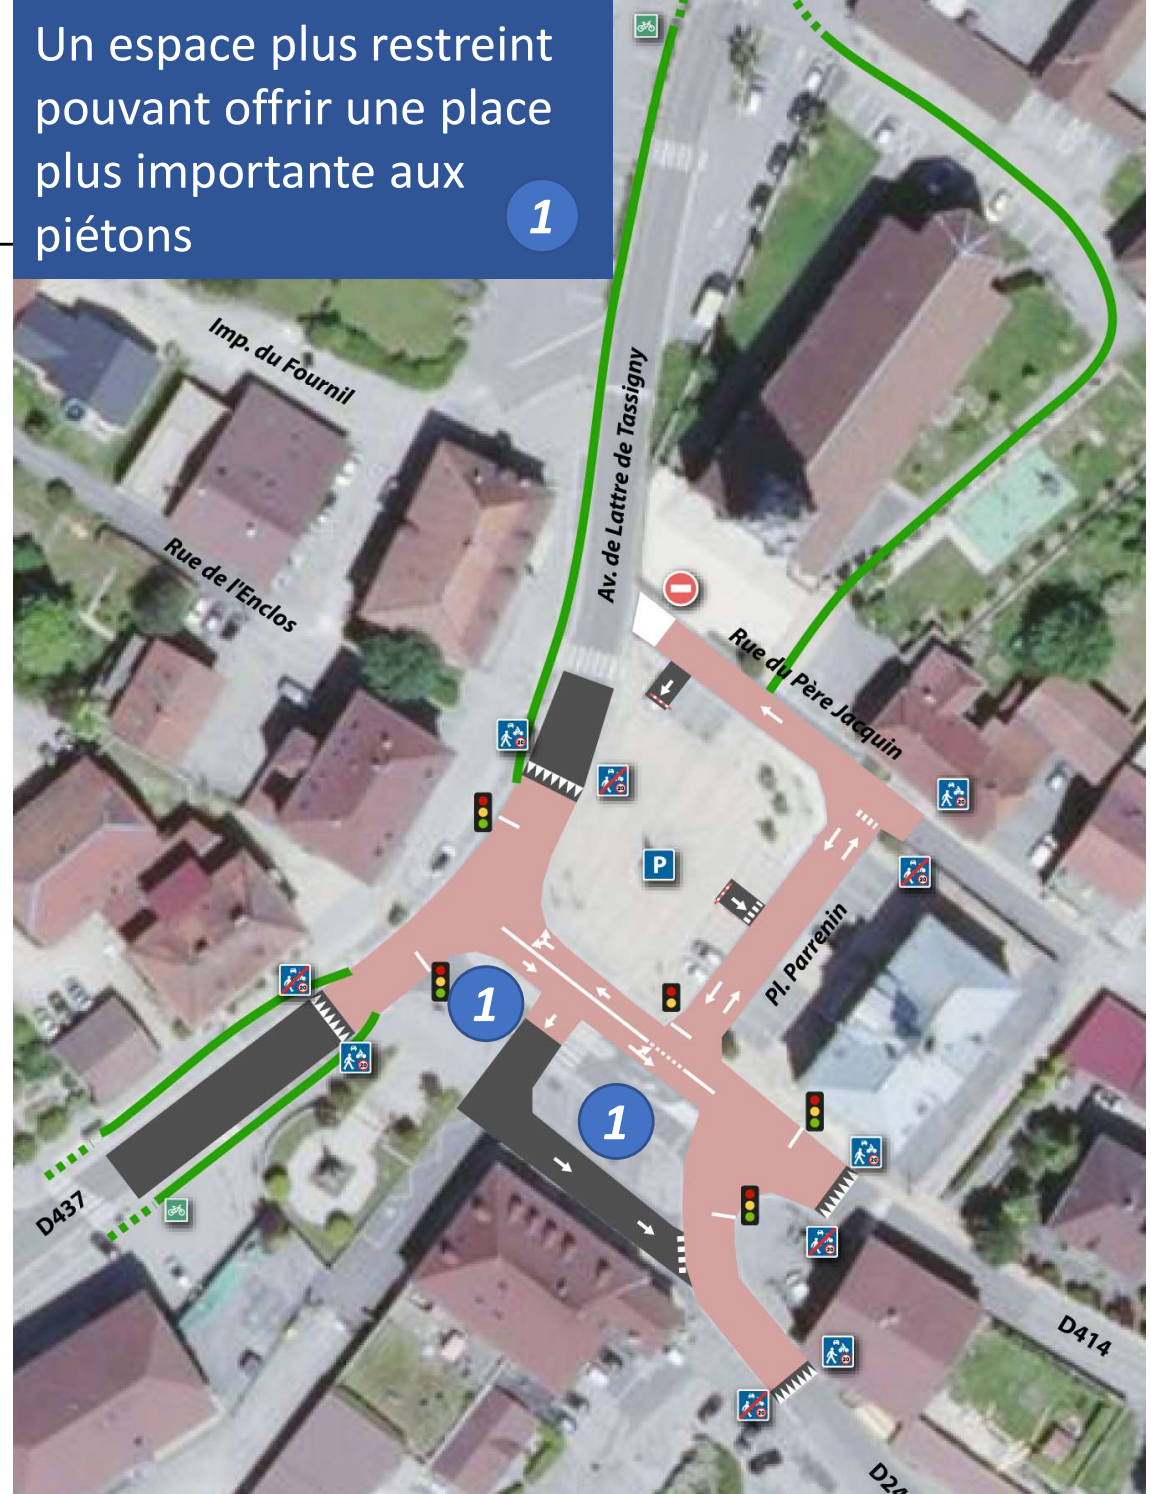 Un espace plus restreint
pouvant offrir une place
plus importante aux
piétons
1
Imp. du Fournil
Av. de Lattre de Tassigny
Rue de l'Enclos
Rue du Père Jacquin
P
Pl. Parrenin
1
1
D437
D414
D24